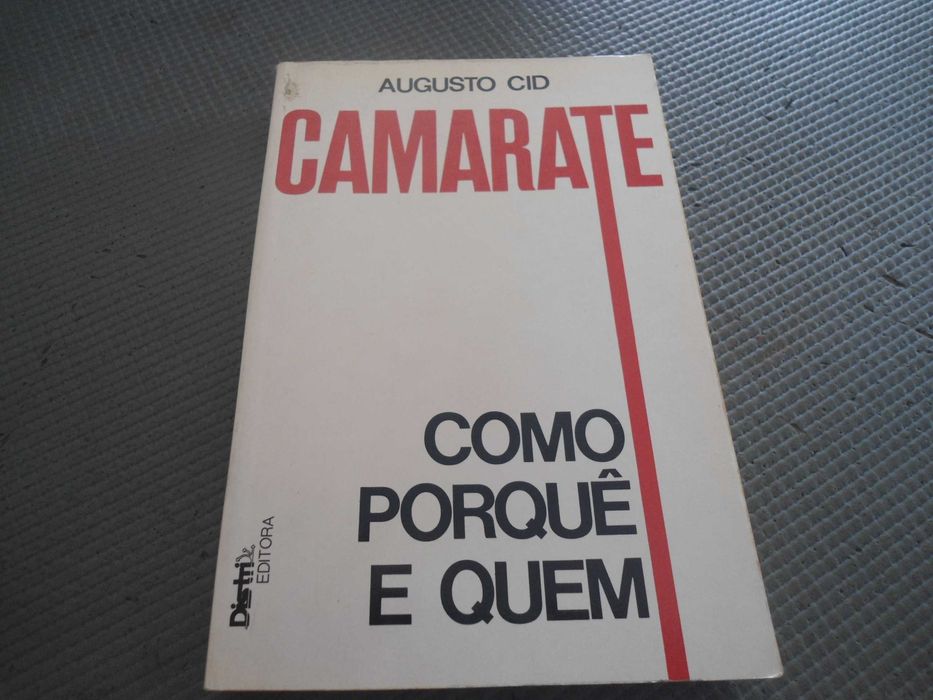 AUGUSTO CID
CAMARATE
COMO
PORQUÊ
E QUEM
Distri
EDITORA